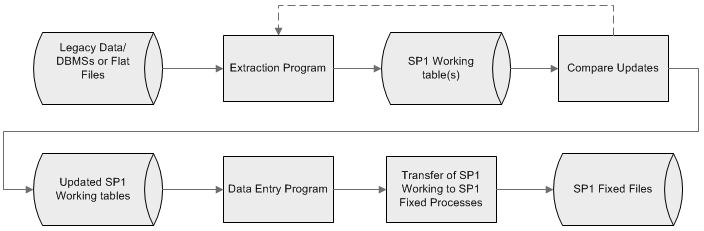 Legacy Data/
DBMSs or Flat
Files
Extraction Program
SP1 Working
table(s)
Compare Updates
Updated SP1
Working tables
Data Entry Program
Transfer of SP1
Working to SP1
Fixed Processes
SP1 Fixed Files